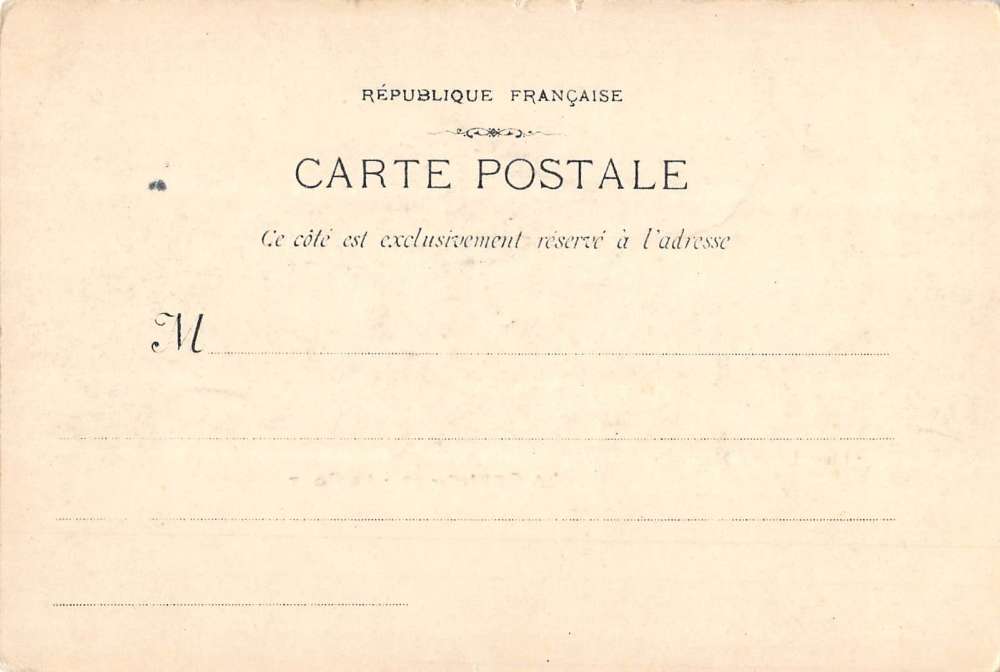 RÉPUBLIQUE FRANÇAISE
CARTE POSTALE
Ce côté est exclusivement réservé à l'adresse
M